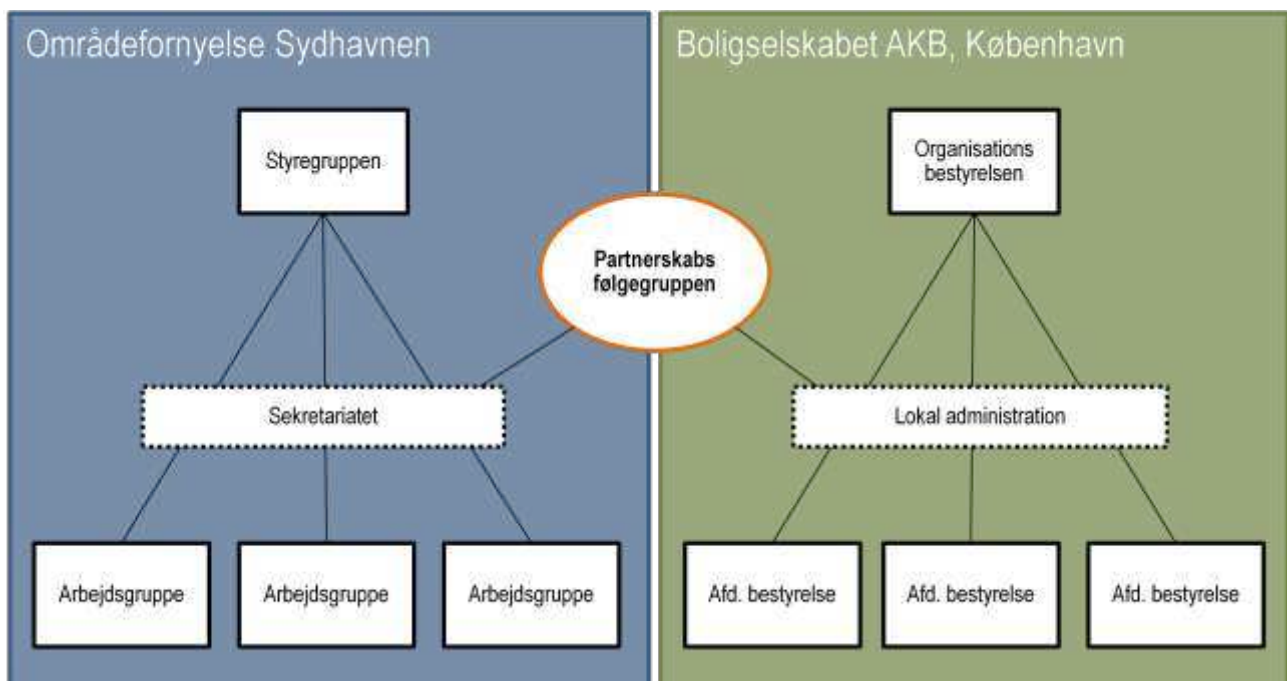 Områdefornyelse Sydhavnen
Boligselskabet AKB, København
Styregruppen
Organisations
bestyrelsen
Partnerskabs
følgegruppen
Sekretariatet
Lokal administration
Arbejdsgruppe
Arbejdsgruppe
Arbejdsgruppe
Afd. bestyrelse
Afd. bestyrelse
Afd. bestyrelse